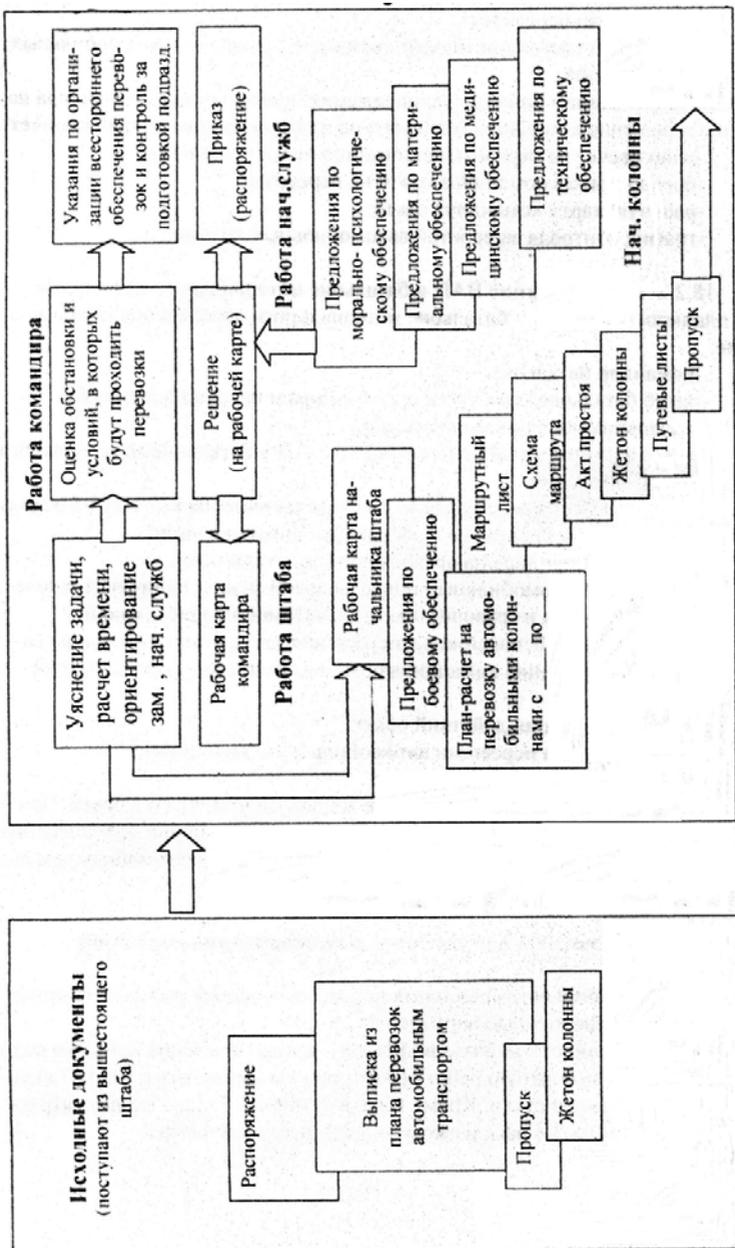 Исходные документы
(поступают из вышестоящего
штаба)
Распоряжение
Выписка из
плана перевозок
автомобильным
транспортом
Пропуск
Жетон колонны
Работа командира
Уяснение задачи,
расчет времени,
ориентирование
зам. , нач. служб
Оценка обстановки и
условий, в которых
будут проходить
перевозки
Указания по органи-
зации всестороннего
обеспечения перевo
зок и контроль за
подготовкой подразд.
Рабочая карта
командира
Решение
(на рабочей карте)
Приказ
(распоряжение)
Работа штаба
Рабочая карта на-
чальника штаба
Предложения по
боевому обеспечению
План-расчет на
перевозку автомо-
бильными колон-
нами с ____ по -
Маршрутный
лист
Схема
маршрута
Акт простоя
Жетон колонны
Путевые листы
Пропуск
Работа нач.служб
Предложения по
морально- психологиче-
скому обеспечению
Предложения по матери-
альному обеспечению
Предложения по меди-
цинскому обеспечению
Предложения по
техническому
обеспечению
Нач. колонны